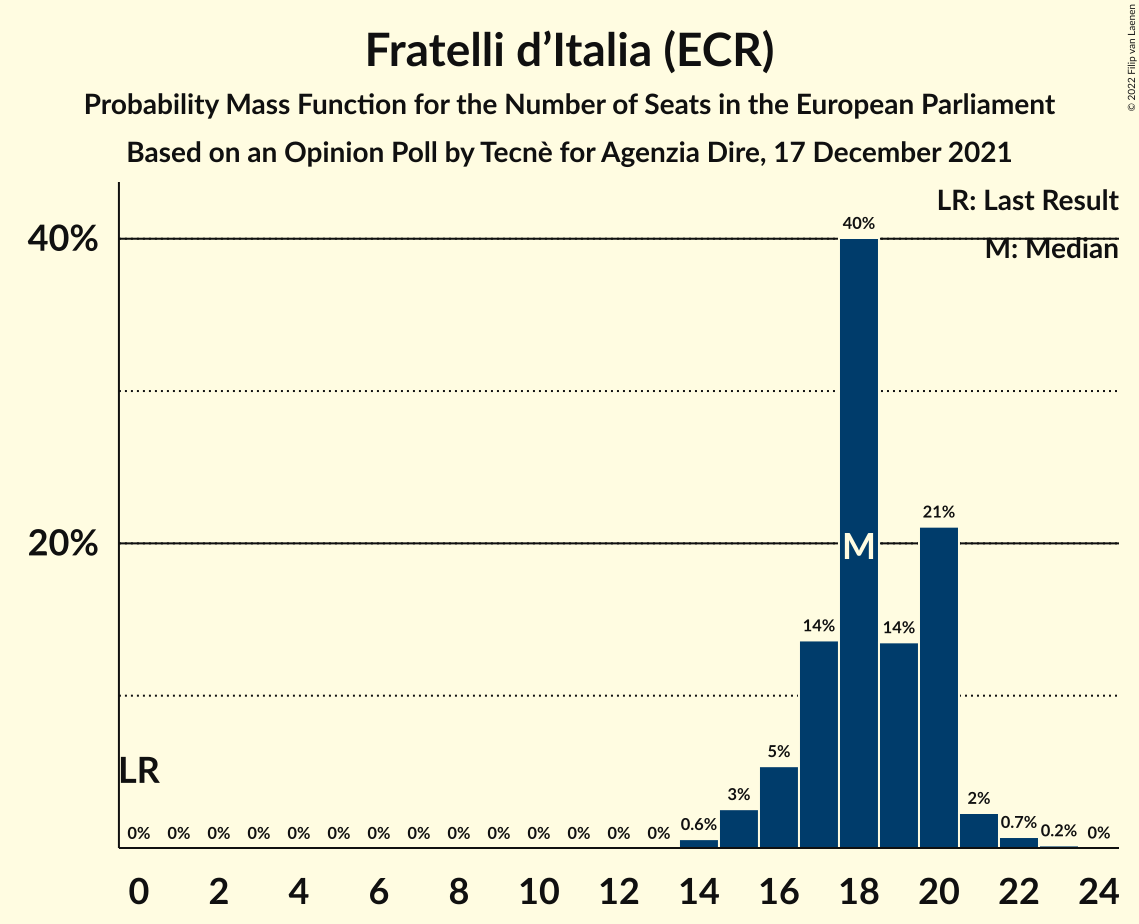 Fratelli d’Italia (ECR)
Probability Mass Function for the Number of Seats in the European Parliament
Based on an Opinion Poll by Tecnè for Agenzia Dire, 17 December 2021
© 2022 Filip van Laenen
LR: Last Result
M: Median
40%
20%
40%
21%
M
14%
14%
5%
3%
2%
0.6%
0.7%
0.2%
LR
0% 0% 0% 0% 0% 0% 0% 0% 0% 0% 0% 0% 0% 0% 0%
0 2 4 6 8 10 12 14 16 18 20 22 24